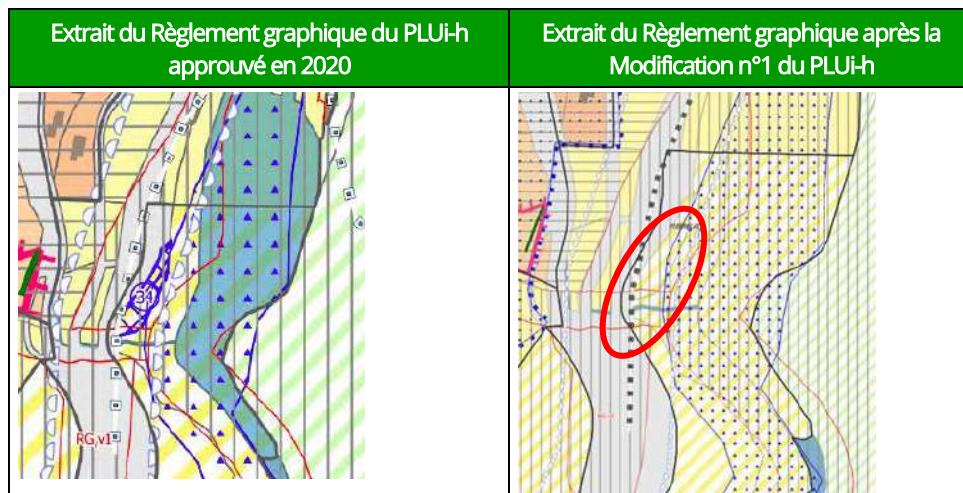 Extrait du Règlement graphique du PLUi-h
approuvé en 2020
Extrait du Règlement graphique après la
Modification n°1 du PLUi-h
34
RG,v1